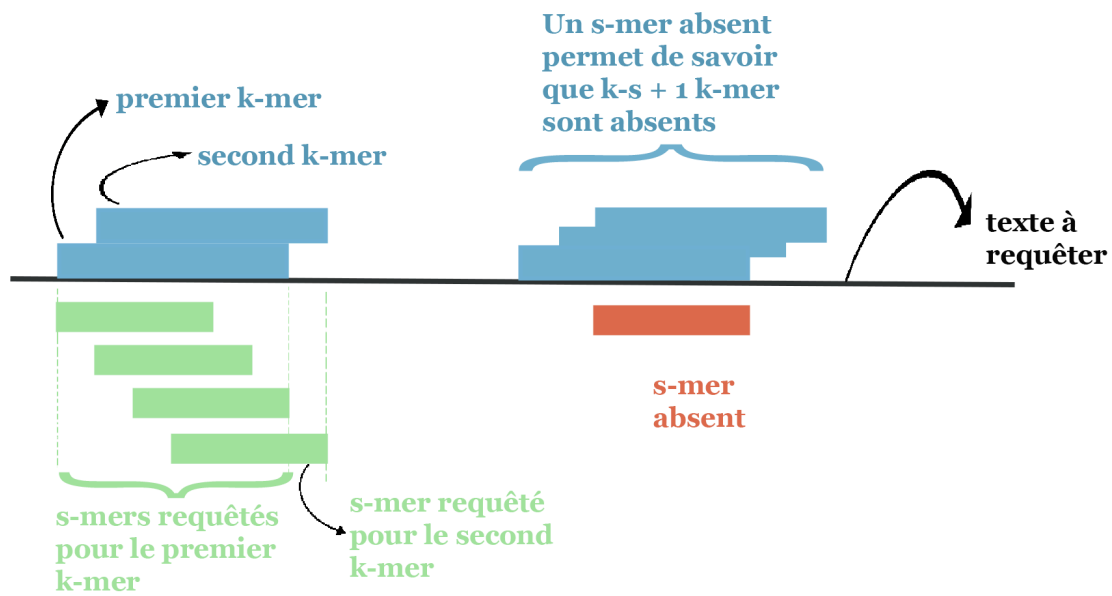 Un s-mer absent
permet de savoir
que k-s + 1 k-mer
sont absents
premier k-mer
second k-mer
texte à
requêter
s-mer
absent
s-mers requêtés
pour le premier
k-mer
s-mer requêté
pour le second
k-mer